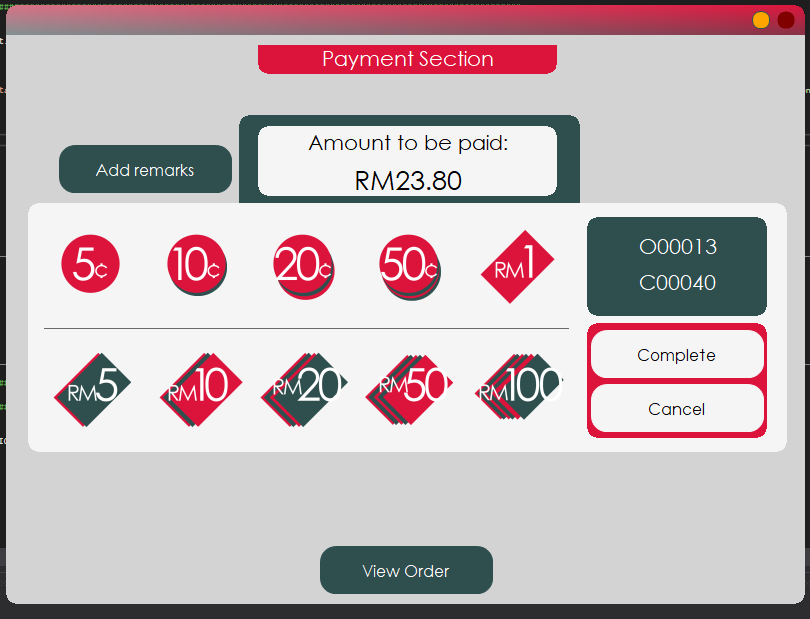 Payment Section
Add remarks
Amount to be paid:
RM23.80
5¢
10¢
20¢
50¢
RM1
O00013
C00040
RM5
RM10
RM20
RM50
RM100
Complete
Cancel
View Order